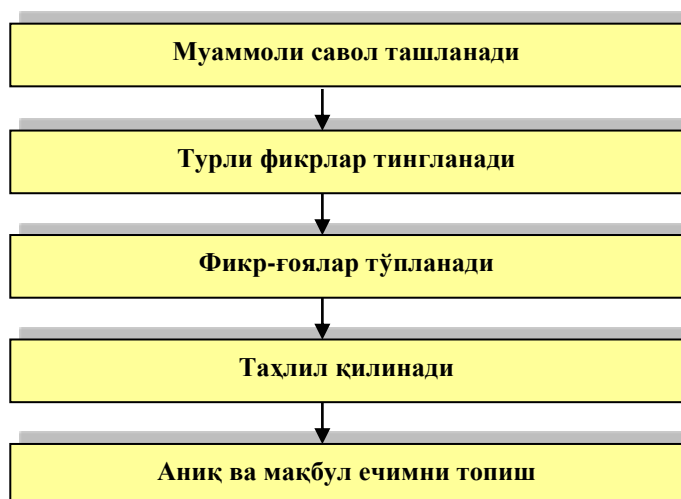 Муаммоли савол ташланади
Турли фикрлар тингланади
Фикр-ғоялар тўпланади
Таҳлил қилинади
Аниқ ва мақбул ечимни топиш